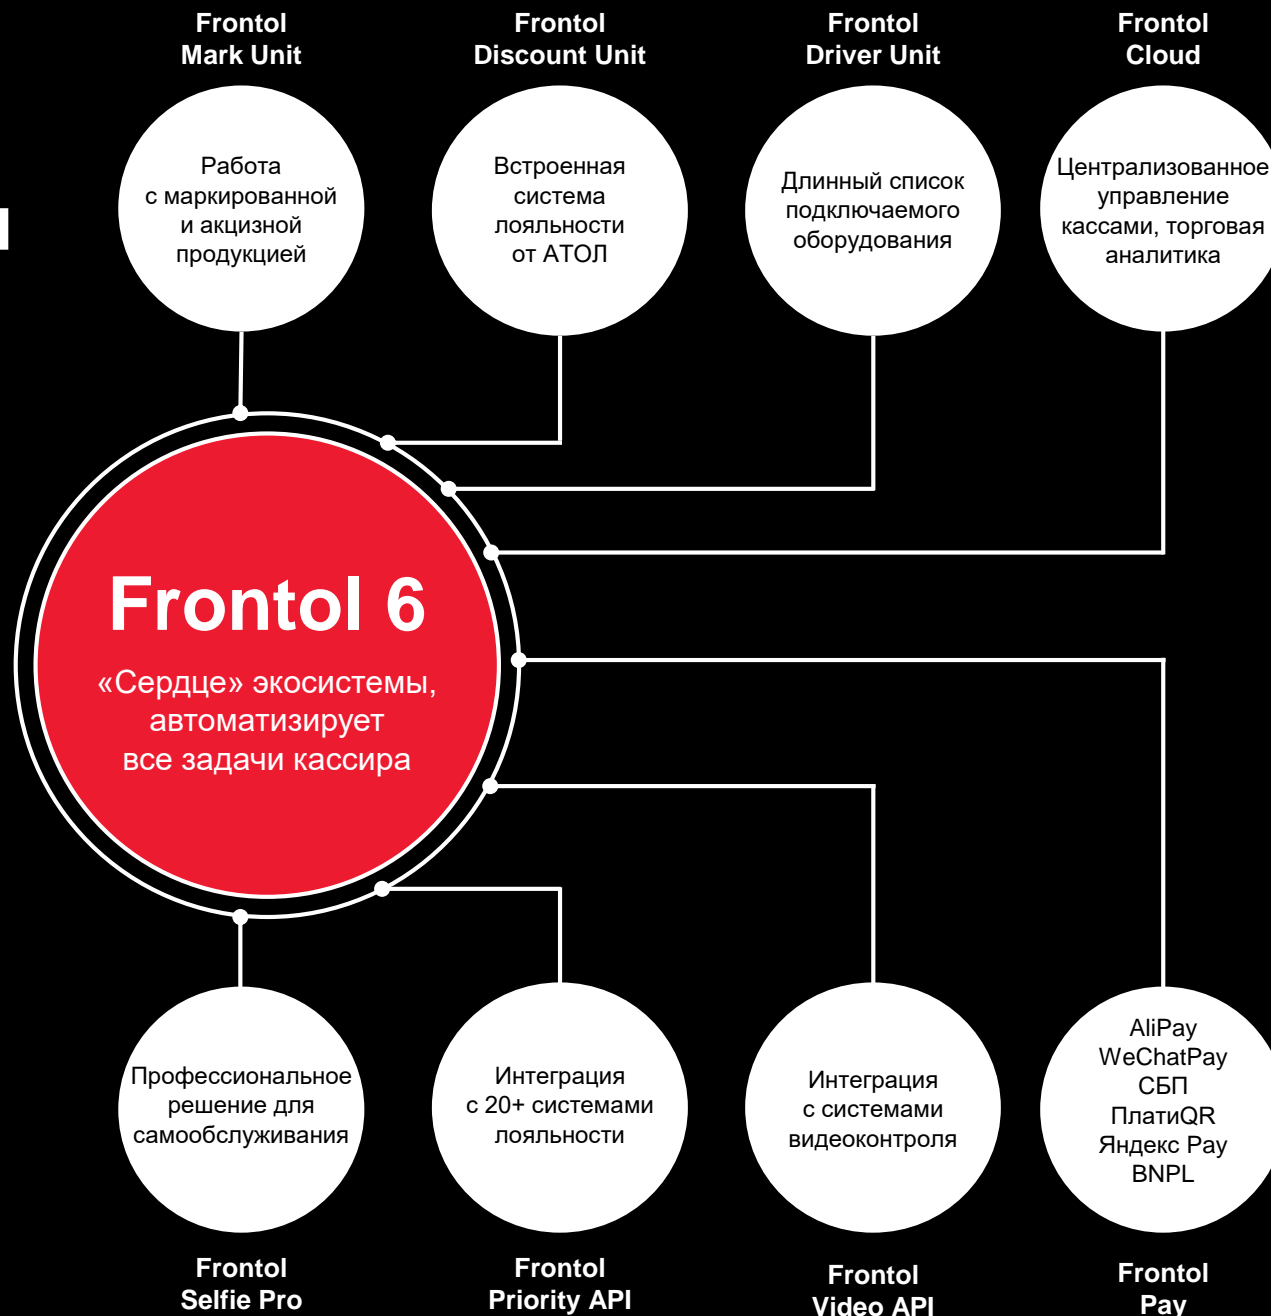 Frontol
Mark Unit
Frontol
Discount Unit
Frontol
Driver Unit
Frontol
Cloud
Работа
с маркированной
и акцизной
продукцией
Встроенная
система
лояльности
от АТОЛ
Длинный список
подключаемого
оборудования
Централизованное
управление
кассами, торговая
аналитика
Frontol 6
«Сердце» экосистемы,
автоматизирует
все задачи кассира
Профессиональное
решение для
самообслуживания
Интеграция
с 20+ системами
лояльности
Интеграция
с системами
видеоконтроля
AliPay
WeChatPay
СБП
ПлатиQR
Яндекс Pay
BNPL
Frontol
Selfie Pro
Frontol
Priority API
Frontol
Video API
Frontol
Pay